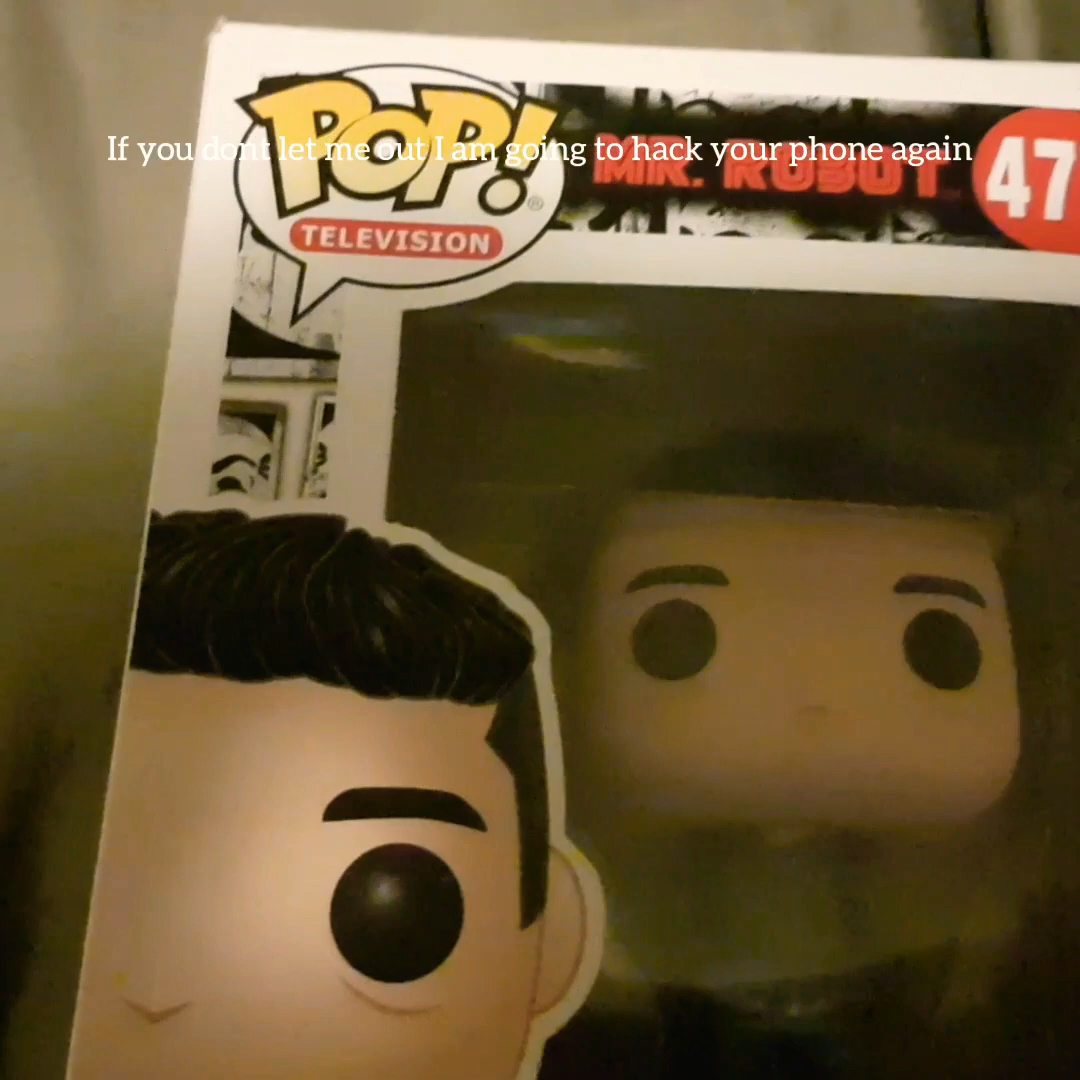 If you dont let me out I am going to hack your phone again
POP!
®
TELEVISION
MR. ROBOT
47